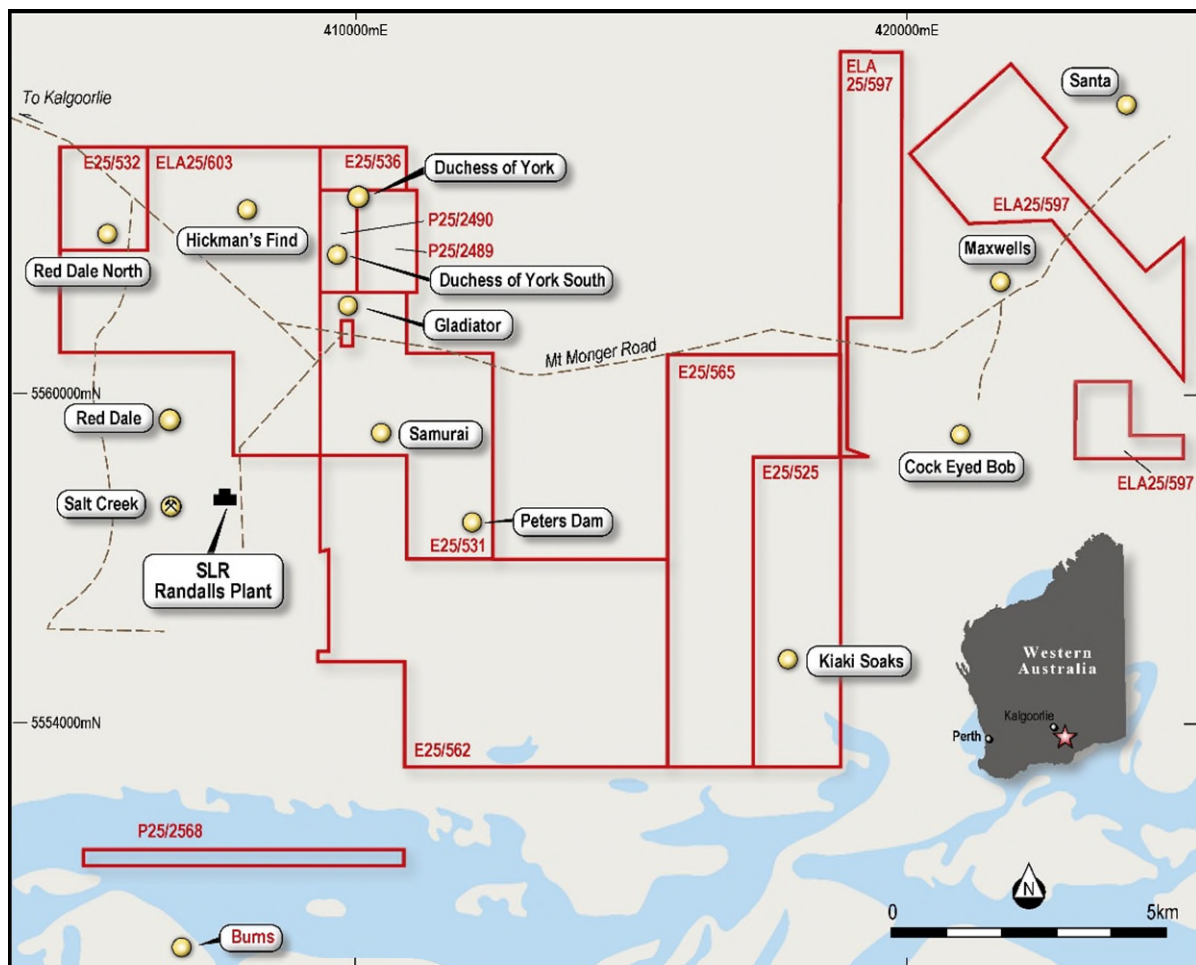 410000mE
420000mE
To Kalgoorlie
ELA
25/597
Santa
E25/532
ELA25/603
E25/536
Duchess of York
P25/2490
P25/2489
Hickman's Find
Red Dale North
Duchess of York South
Gladiator
ELA25/597
Maxwells
Mt Monger Road
5560000mN
E25/565
Red Dale
Samurai
Cock Eyed Bob
E25/525
ELA25/597
Salt Creek
Peters Dam
E25/531
SLR
Randalls Plant
Kiaki Soaks
Western
Australia
Kalgoorlie
Perth
5554000mN
E25/562
P25/2568
N
0
5km
Burns